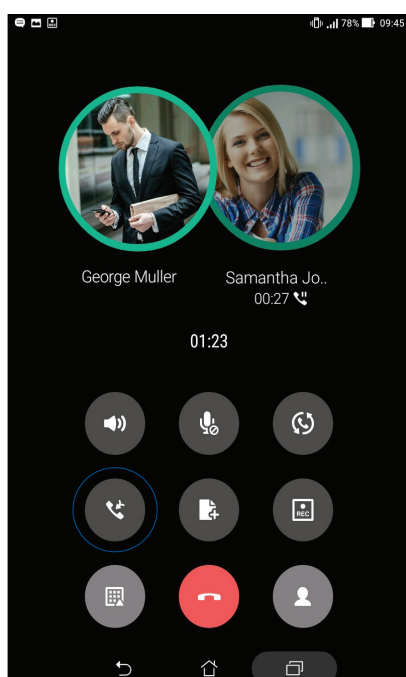 78% 09:45
George Muller
Samantha Jo..
00:27
01:23
REC